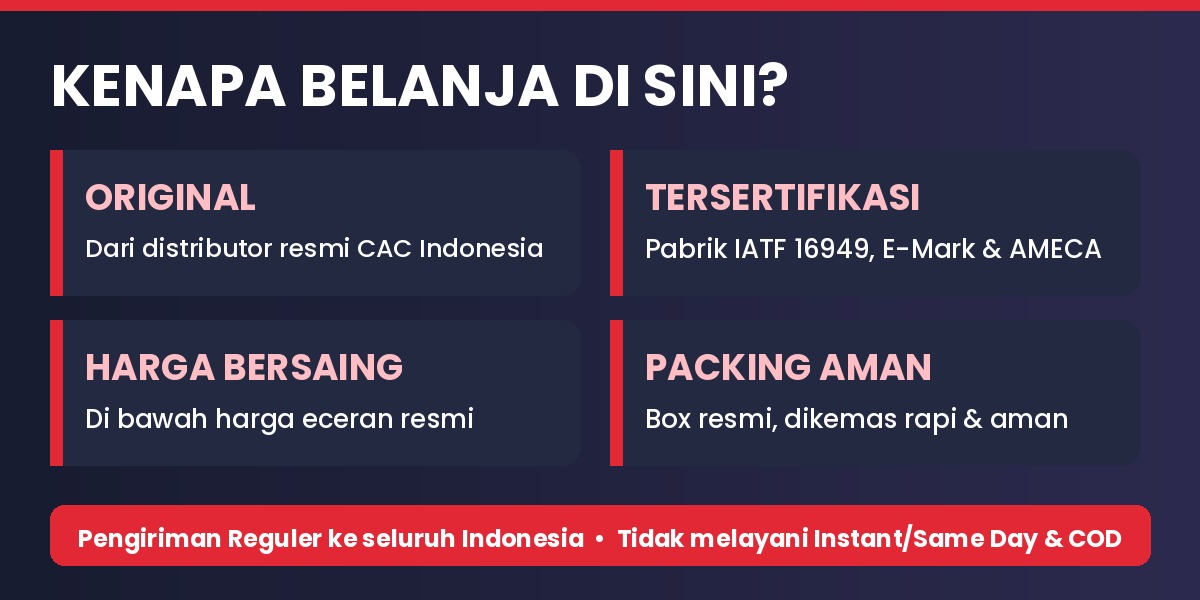 KENAPA BELANJA DI SINI?
ORIGINAL
Dari distributor resmi CAC Indonesia
TERSERTIFIKASI
Pabrik IATF 16949, E-Mark & AMECA
HARGA BERSAING
Di bawah harga eceran resmi
PACKING AMAN
Box resmi, dikemas rapi & aman
Pengiriman Reguler ke seluruh Indonesia • Tidak melayani Instant/Same Day & COD